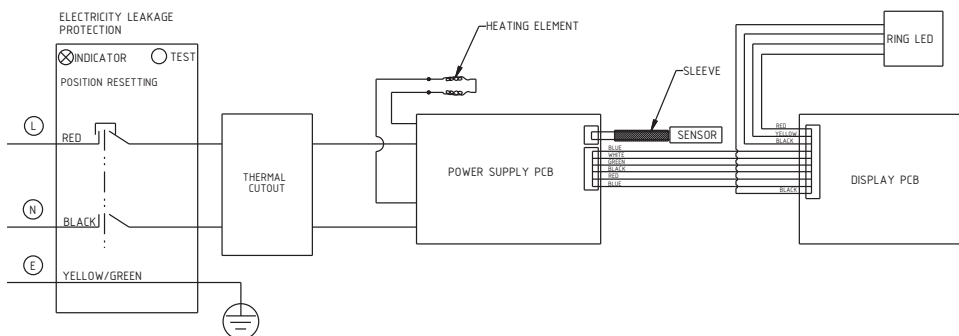 ELECTRICITY LEAKAGE
PROTECTION
INDICATOR
TEST
POSITION RESETTING
L
RED
N
BLACK
E
YELLOW/GREEN
THERMAL
CUTOUT
HEATING ELEMENT
POWER SUPPLY PCB
SLEEVE
SENSOR
BLUE
WHITE
GREEN
BLACK
RED
BLUE
RING LED
RED
YELLOW
BLACK
BLACK
DISPLAY PCB